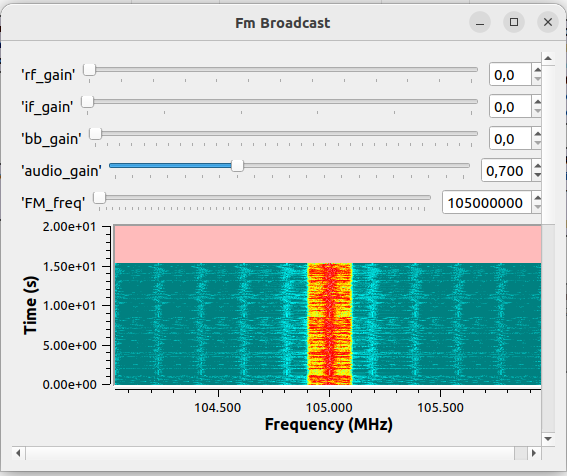 Fm Broadcast
'rf_gain' 0,0
'if_gain' 0,0
'bb_gain' 0,0
'audio_gain' 0,700
'FM_freq' 105000000
2.00e+01
1.50e+01
1.00e+01
5.00e+00
0.00e+00
Time (s)
104.500 105.000 105.500
Frequency (MHz)